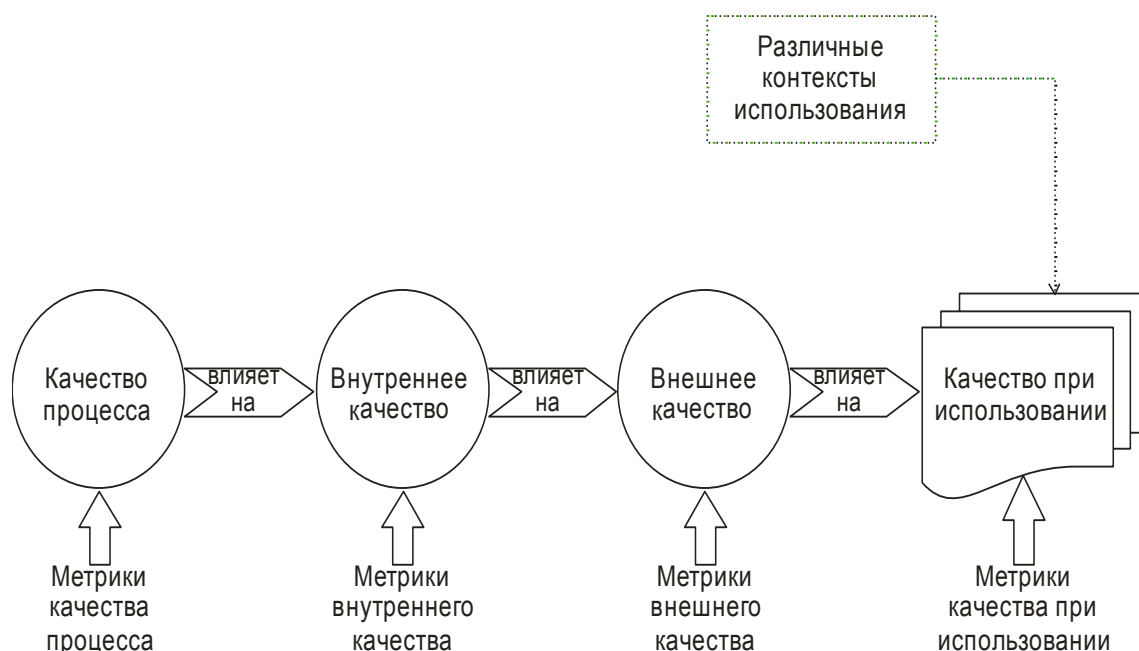 Различные
контексты
использования
Качество
процесса
влияет
на
Внутреннее
качество
влияет
на
Внешнее
качество
влияет
на
Качество при
использовании
Метрики
качества
процесса
Метрики
внутреннего
качества
Метрики
внешнего
качества
Метрики
качества при
использовании